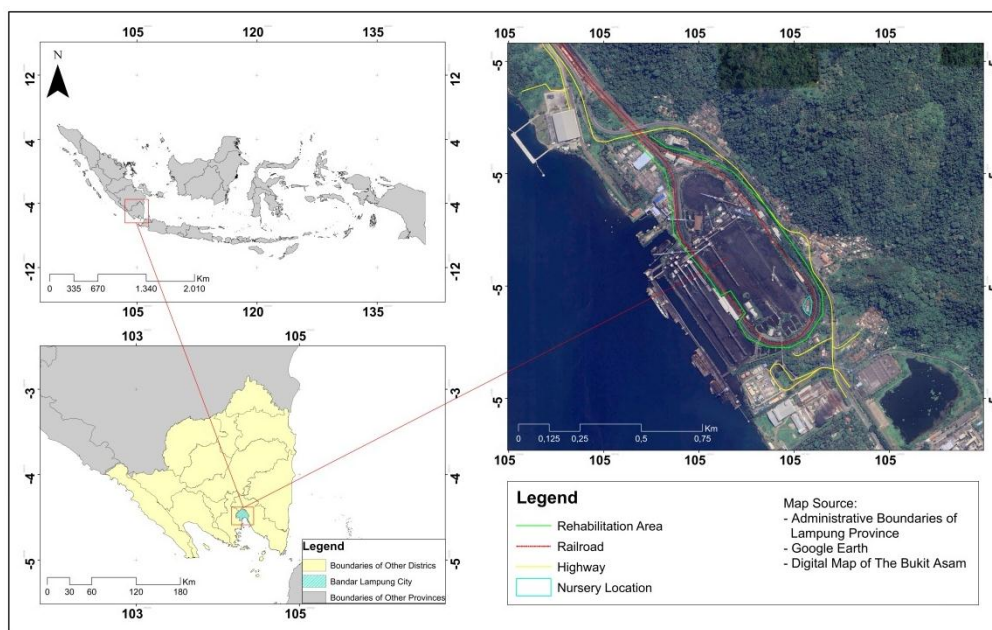 105 120 135
N
12 12
4 4
-4 -4
-12 -12
Km
0 335 670 1.340 2.010
105 120 135
103 105
-3 -3
-4 -4
-5 -5
Legend
Boundaries of Other Districs
Bandar Lampung City
Boundaries of Other Provinces
Km
0 30 60 120 180
103 105
105 105 105 105 105
-5 -5
-5 -5
-5 -5
-5 -5
Km
0 0,125 0,25 0,5 0,75
105 105 105 105 105
Legend
Rehabilitation Area
Railroad
Highway
Nursery Location
Map Source:
- Administrative Boundaries of
Lampung Province
- Google Earth
- Digital Map of The Bukit Asam